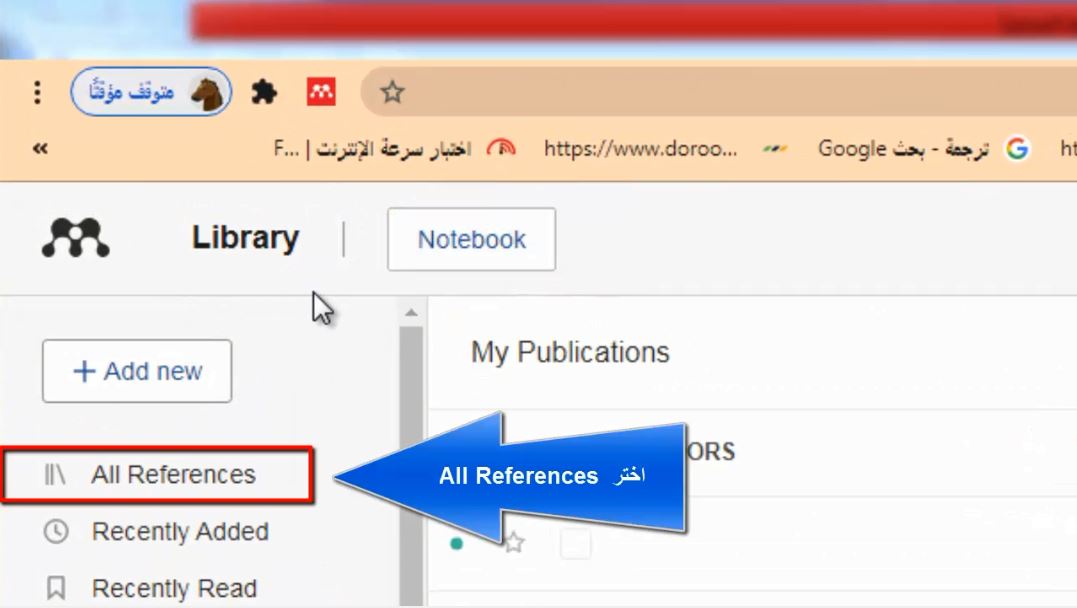 متوقف مؤقتًا
اختبار سرعة الإنترنت | F...
https://www.doroo...
ترجمة - بحث Google
ht
Library
Notebook
+ Add new
My Publications
All References
اختر All References
ORS
Recently Added
Recently Read